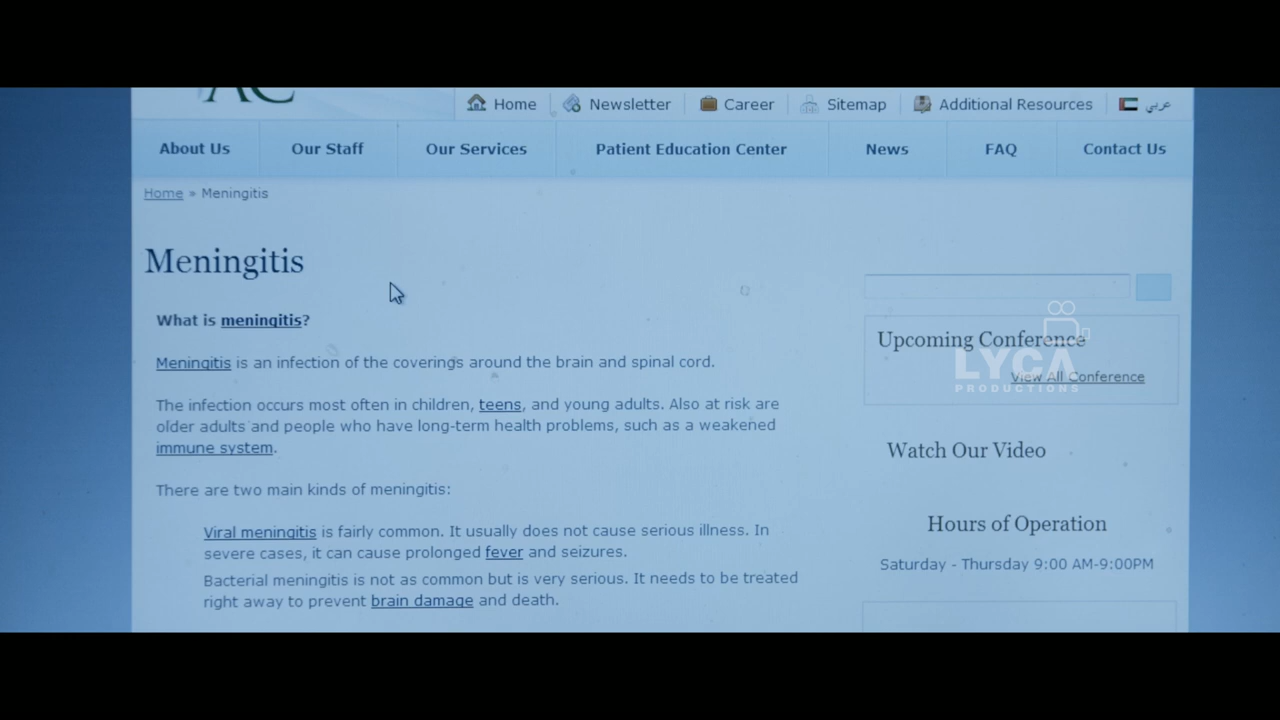 AC
Home
Newsletter
Career
Sitemap
Additional Resources
عربي
About Us
Our Staff
Our Services
Patient Education Center
News
FAQ
Contact Us
Home » Meningitis
Meningitis
What is meningitis?
Meningitis is an infection of the coverings around the brain and spinal cord.
The infection occurs most often in children, teens, and young adults. Also at risk are
older adults and people who have long-term health problems, such as a weakened
immune system.
There are two main kinds of meningitis:
Viral meningitis is fairly common. It usually does not cause serious illness. In
severe cases, it can cause prolonged fever and seizures.
Bacterial meningitis is not as common but is very serious. It needs to be treated
right away to prevent brain damage and death.
Upcoming Conference
View All Conference
LYCA
PRODUCTIONS
Watch Our Video
Hours of Operation
Saturday - Thursday 9:00 AM-9:00PM